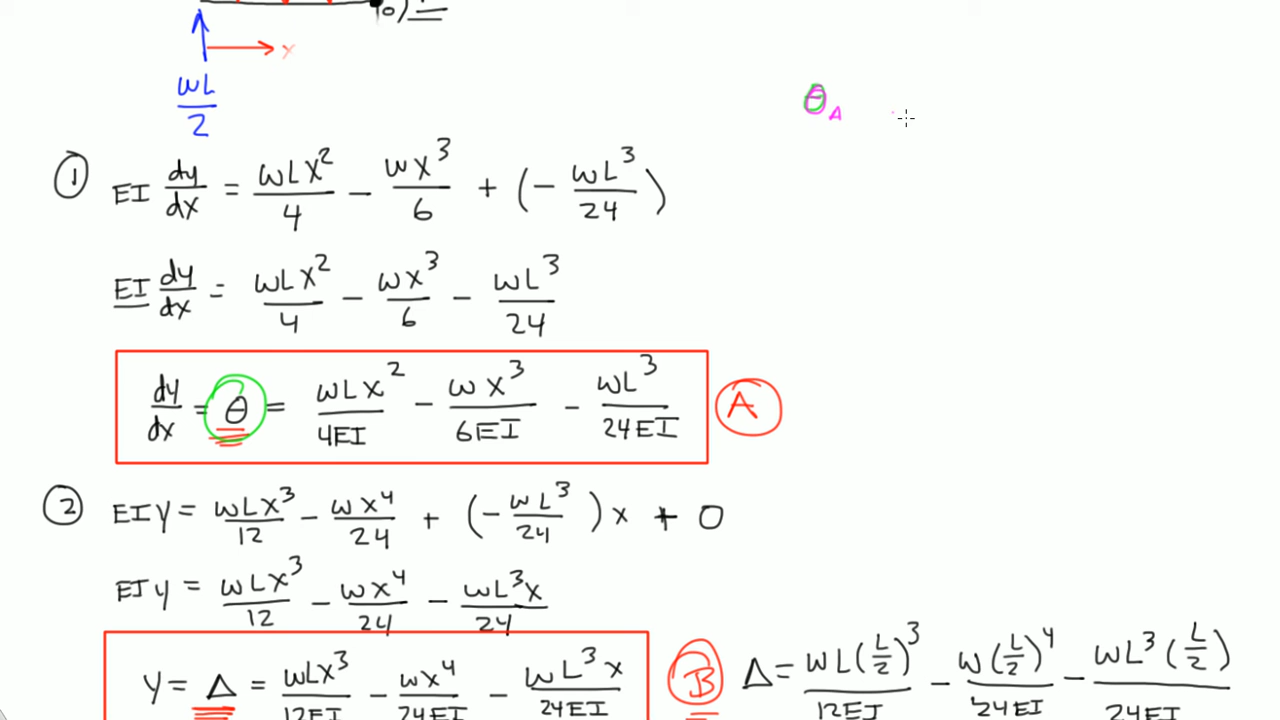 0) L
x
wL/2
θ_A
① EI dy/dx = wLx²/4 − wx³/6 + (− wL³/24)
EI dy/dx = wLx²/4 − wx³/6 − wL³/24
dy/dx = θ = wLx²/4EI − wx³/6EI − wL³/24EI Ⓐ
② EIY = wLx³/12 − wx⁴/24 + (− wL³/24)x + 0
EIy = wLx³/12 − wx⁴/24 − wL³x/24
Y = Δ = wLx³/12EI − wx⁴/24EI − wL³x/24EI Ⓑ
Δ = wL(L/2)³/12EI − w(L/2)⁴/24EI − wL³(L/2)/24EI